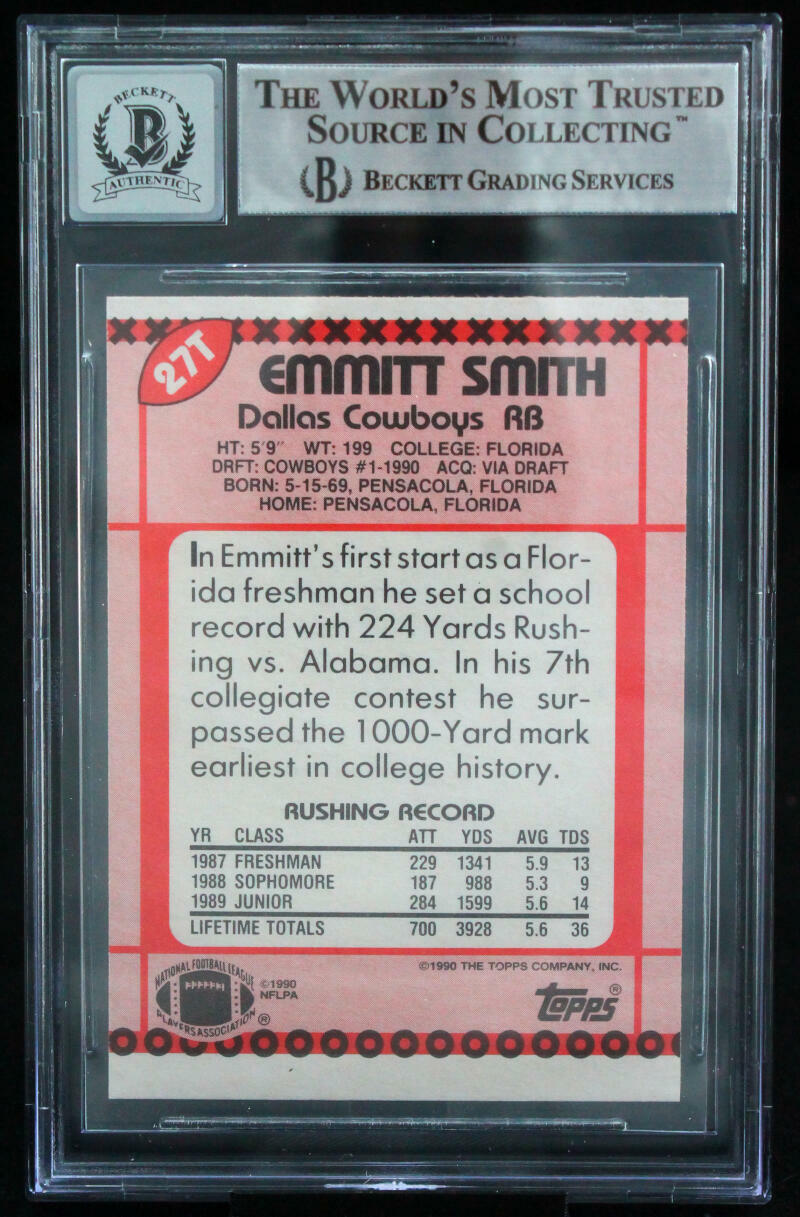 BECKETT
B
AUTHENTIC
THE WORLD'S MOST TRUSTED
SOURCE IN COLLECTING™
B BECKETT GRADING SERVICES
27T
EMMITT SMITH
Dallas Cowboys RB
HT: 5'9" WT: 199 COLLEGE: FLORIDA
DRFT: COWBOYS #1-1990 ACQ: VIA DRAFT
BORN: 5-15-69, PENSACOLA, FLORIDA
HOME: PENSACOLA, FLORIDA
In Emmitt's first start as a Flor-
ida freshman he set a school
record with 224 Yards Rush-
ing vs. Alabama. In his 7th
collegiate contest he sur-
passed the 1000-Yard mark
earliest in college history.
RUSHING RECORD
YR CLASS ATT YDS AVG TDS
1987 FRESHMAN 229 1341 5.9 13
1988 SOPHOMORE 187 988 5.3 9
1989 JUNIOR 284 1599 5.6 14
LIFETIME TOTALS 700 3928 5.6 36
NATIONAL FOOTBALL LEAGUE
PLAYERS ASSOCIATION ®
©1990
NFLPA
©1990 THE TOPPS COMPANY, INC.
TOPPS®